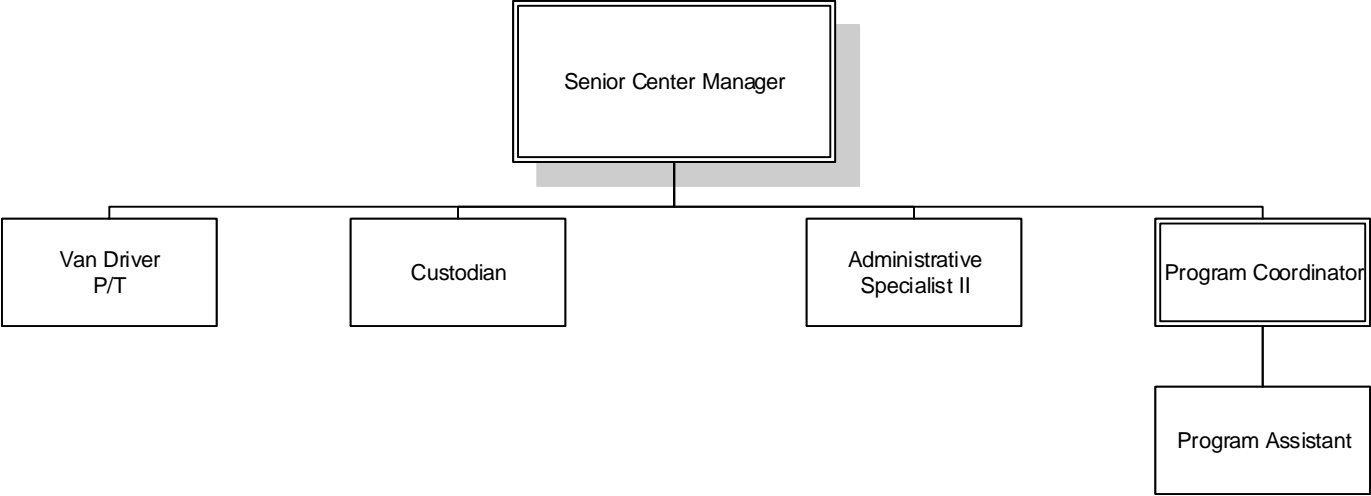 Senior Center Manager
Van Driver
P/T
Custodian
Administrative
Specialist II
Program Coordinator
Program Assistant